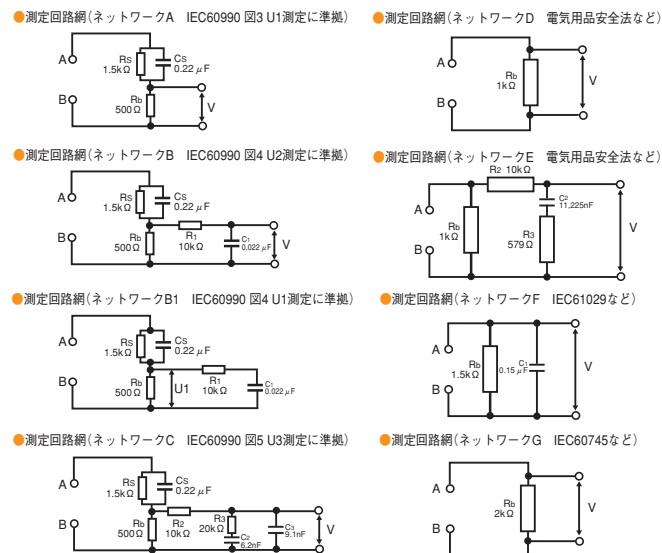 ●測定回路網(ネットワークA IEC60990 図3 U1測定に準拠)
A
B
Rs
1.5kΩ
Cs
0.22μF
Rb
500Ω
V
●測定回路網(ネットワークB IEC60990 図4 U2測定に準拠)
A
B
Rs
1.5kΩ
Cs
0.22μF
Rb
500Ω
R1
10kΩ
C1
0.022μF
V
●測定回路網(ネットワークB1 IEC60990 図4 U1測定に準拠)
A
B
Rs
1.5kΩ
Cs
0.22μF
Rb
500Ω
U1
R1
10kΩ
C1
0.022μF
●測定回路網(ネットワークC IEC60990 図5 U3測定に準拠)
A
B
Rs
1.5kΩ
Cs
0.22μF
Rb
500Ω
R2
10kΩ
R3
20kΩ
C2
6.2nF
C3
9.1nF
V
●測定回路網(ネットワークD 電気用品安全法など)
A
B
Rb
1kΩ
V
●測定回路網(ネットワークE 電気用品安全法など)
R2 10kΩ
A
B
Rb
1kΩ
C2
11,225nF
R3
579Ω
V
●測定回路網(ネットワークF IEC61029など)
A
B
Rb
1.5kΩ
C1
0.15μF
V
●測定回路網(ネットワークG IEC60745など)
A
B
Rb
2kΩ
V